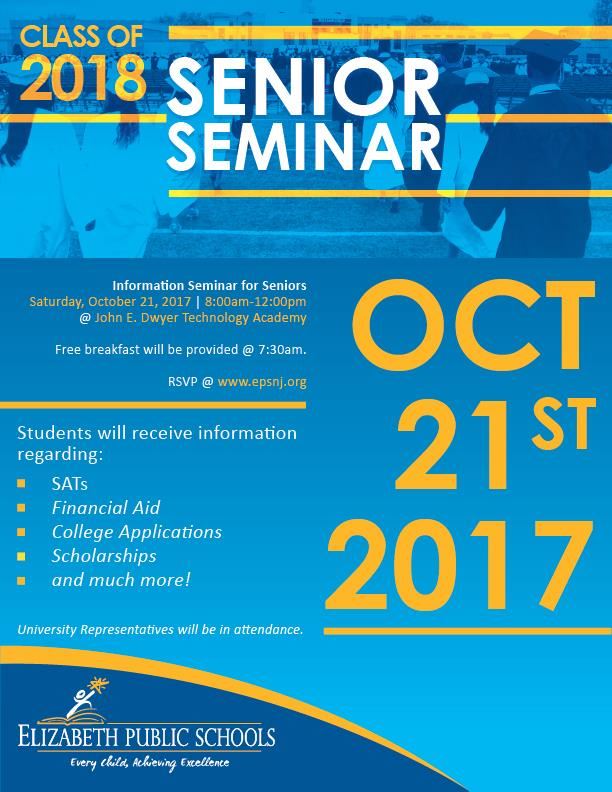 CLASS OF
2018
SENIOR
SEMINAR
Information Seminar for Seniors
Saturday, October 21, 2017 | 8:00am-12:00pm
@ John E. Dwyer Technology Academy
Free breakfast will be provided @ 7:30am.
RSVP @ www.epsnj.org
OCT
21ST
2017
Students will receive information
regarding:
SATs
Financial Aid
College Applications
Scholarships
and much more!
University Representatives will be in attendance.
ELIZABETH PUBLIC SCHOOLS
Every Child, Achieving Excellence